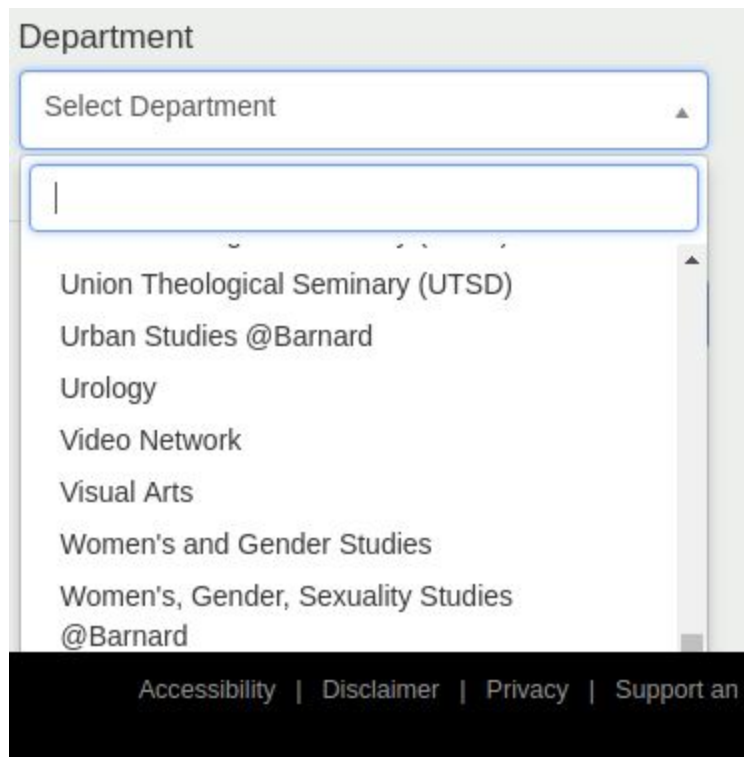 Department
Select Department
Union Theological Seminary (UTSD)
Urban Studies @Barnard
Urology
Video Network
Visual Arts
Women's and Gender Studies
Women's, Gender, Sexuality Studies
@Barnard
Accessibility | Disclaimer | Privacy | Support an